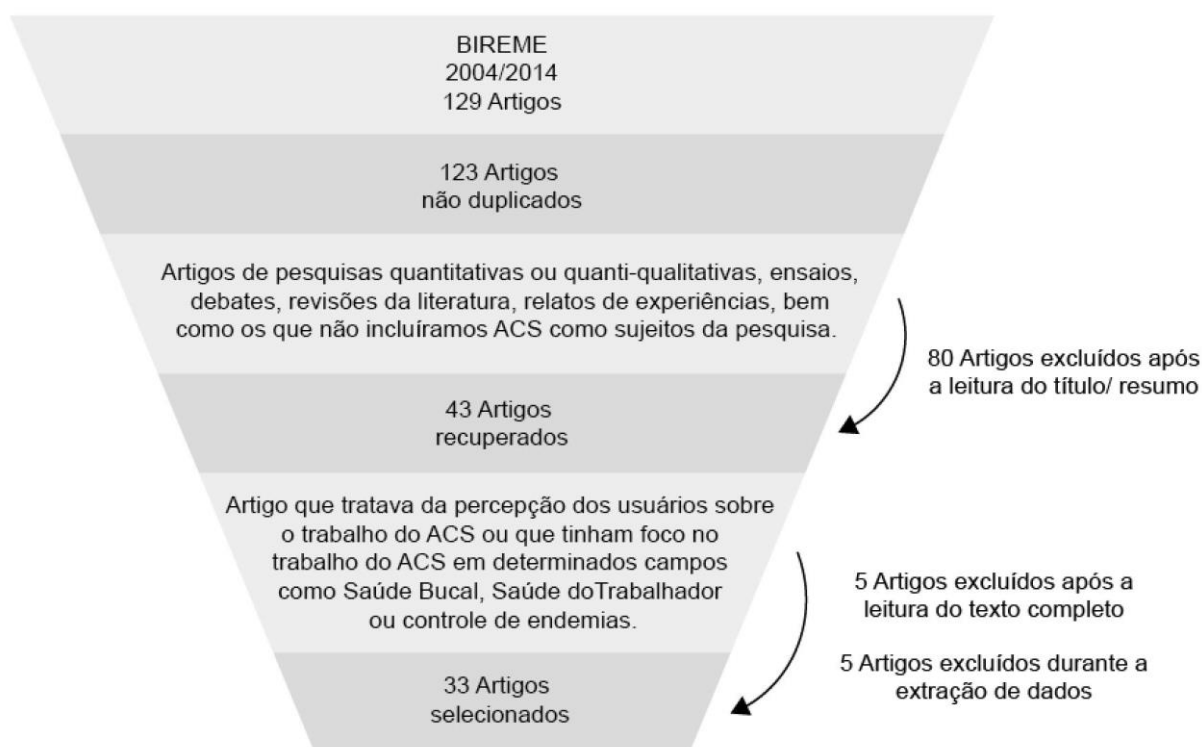 BIREME
2004/2014
129 Artigos
123 Artigos
não duplicados
Artigos de pesquisas quantitativas ou quanti-qualitativas, ensaios,
debates, revisões da literatura, relatos de experiências, bem
como os que não incluíramos ACS como sujeitos da pesquisa.
80 Artigos excluídos após
a leitura do título/ resumo
43 Artigos
recuperados
Artigo que tratava da percepção dos usuários sobre
o trabalho do ACS ou que tinham foco no
trabalho do ACS em determinados campos
como Saúde Bucal, Saúde doTrabalhador
ou controle de endemias.
5 Artigos excluídos após a
leitura do texto completo
5 Artigos excluídos durante a
extração de dados
33 Artigos
selecionados